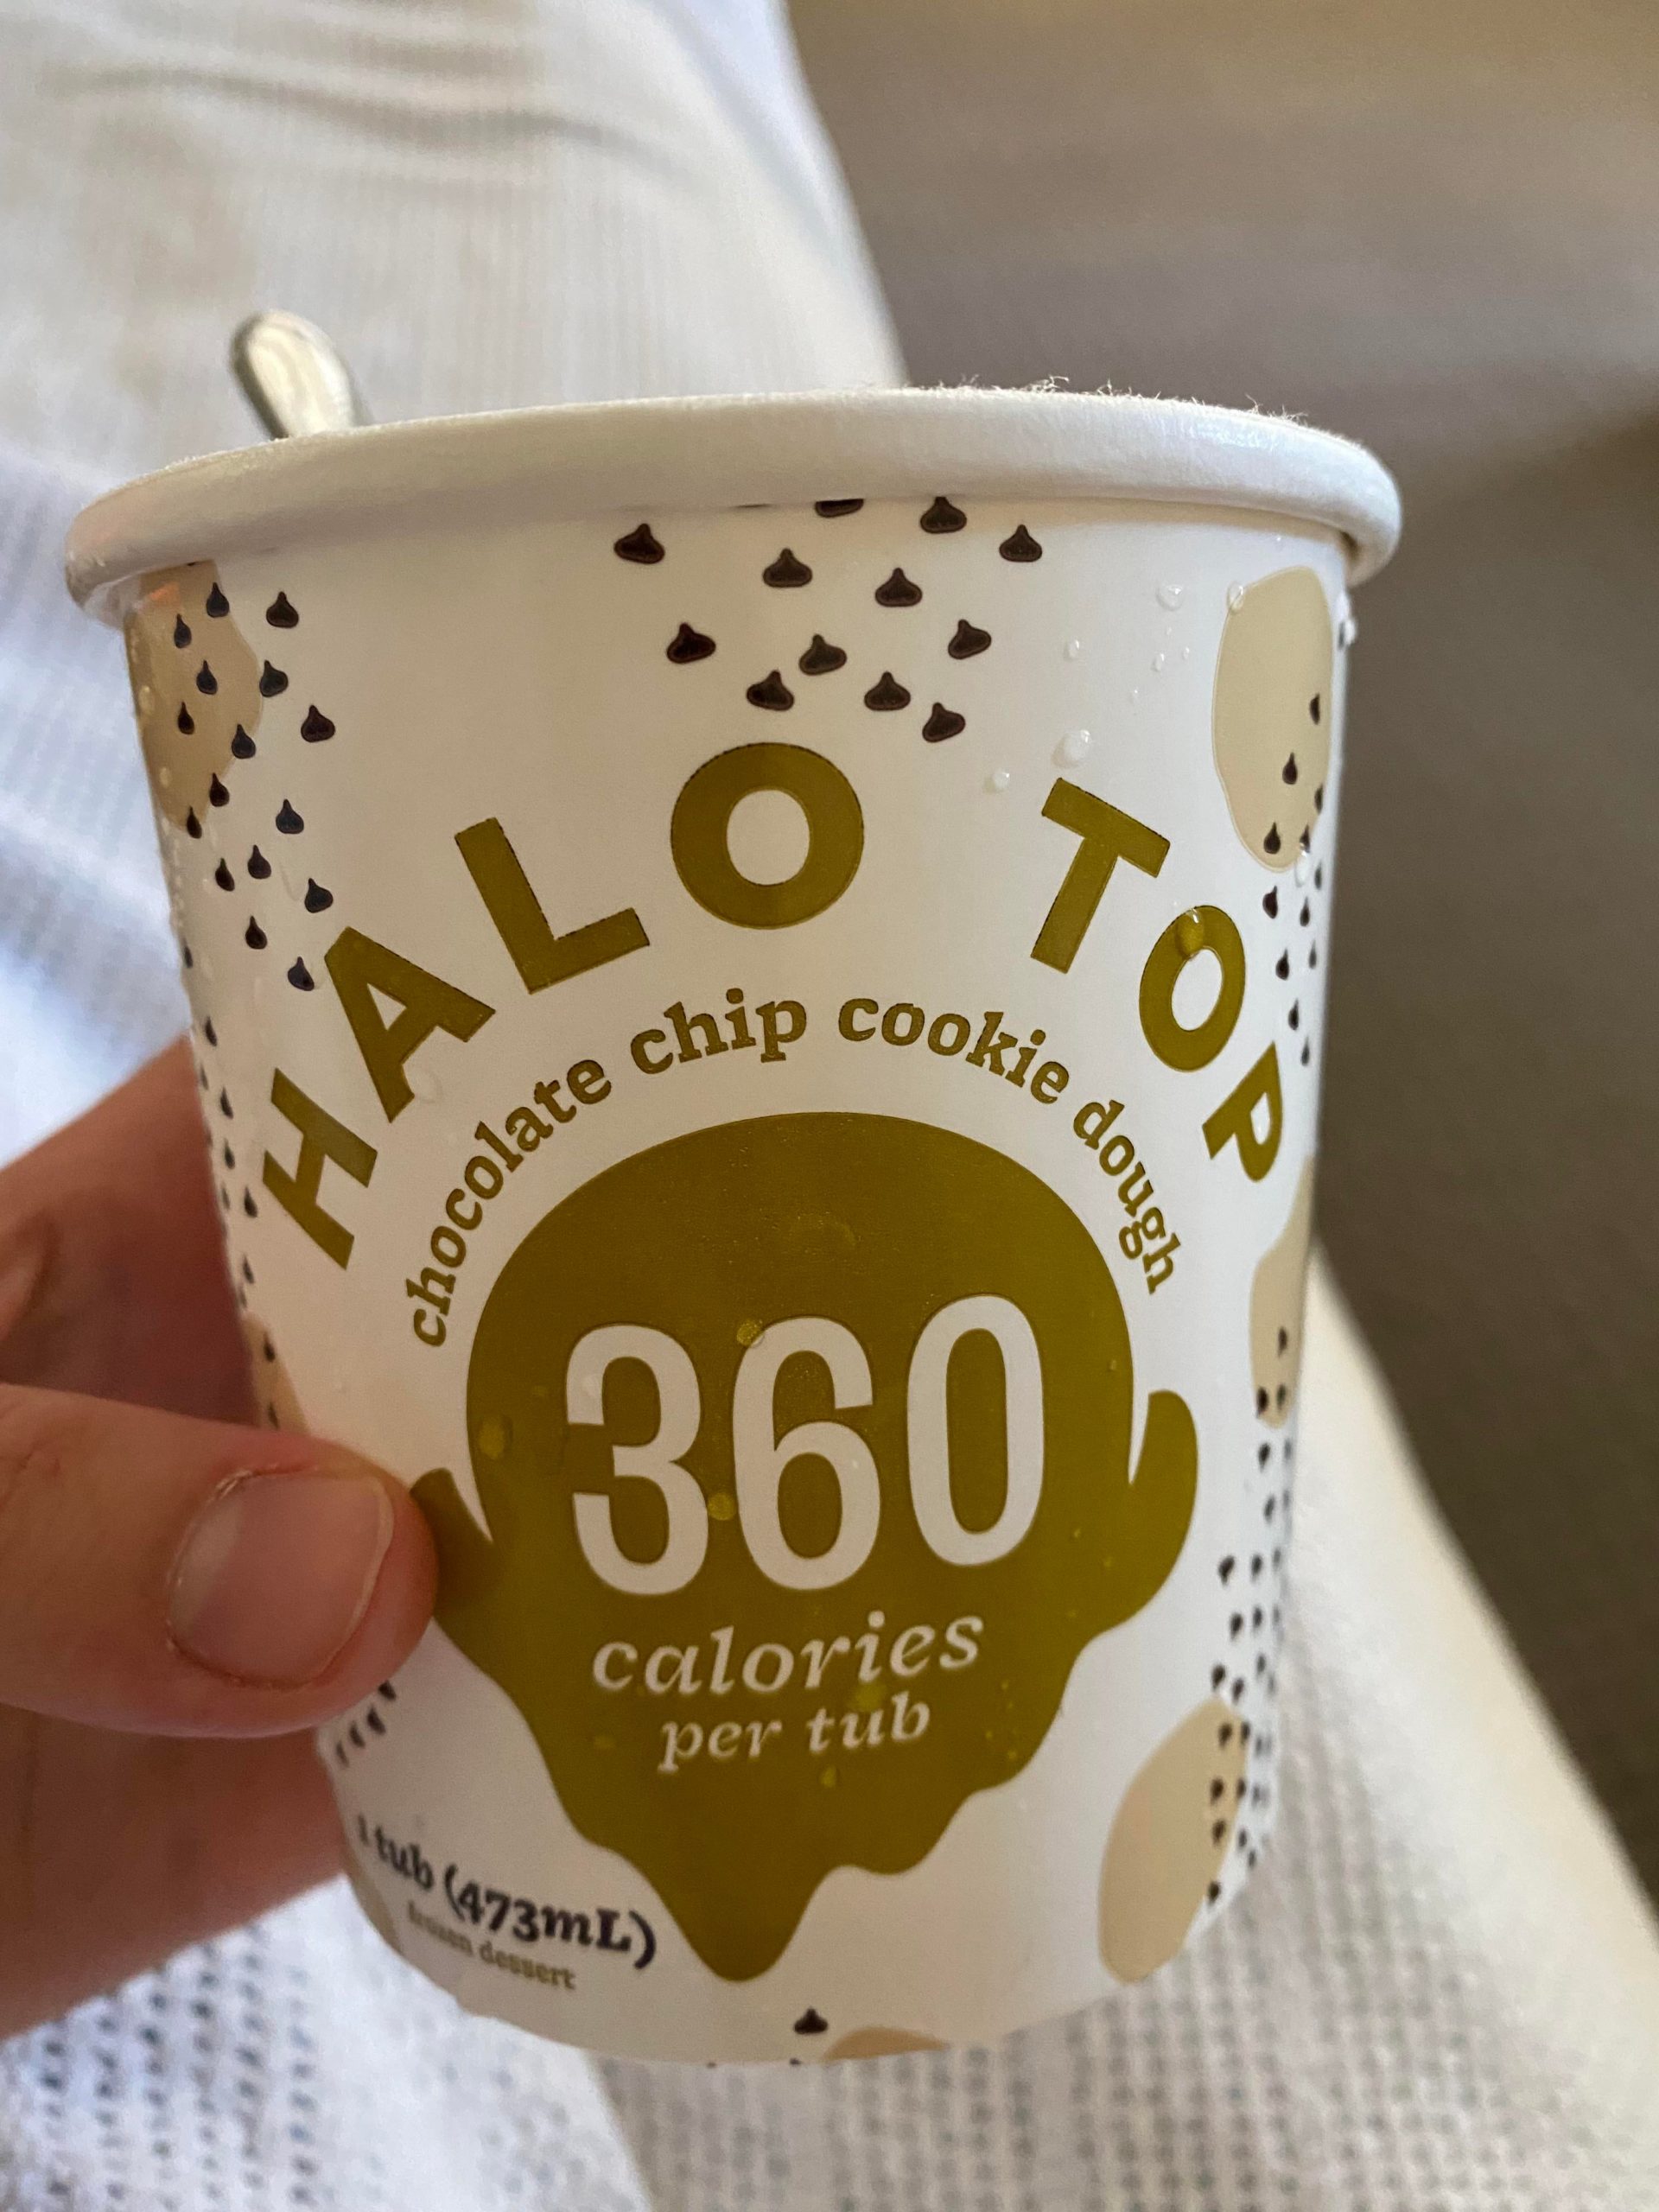 HALO TOP
chocolate chip cookie dough
360
calories
per tub
1 tub (473mL)
frozen dessert